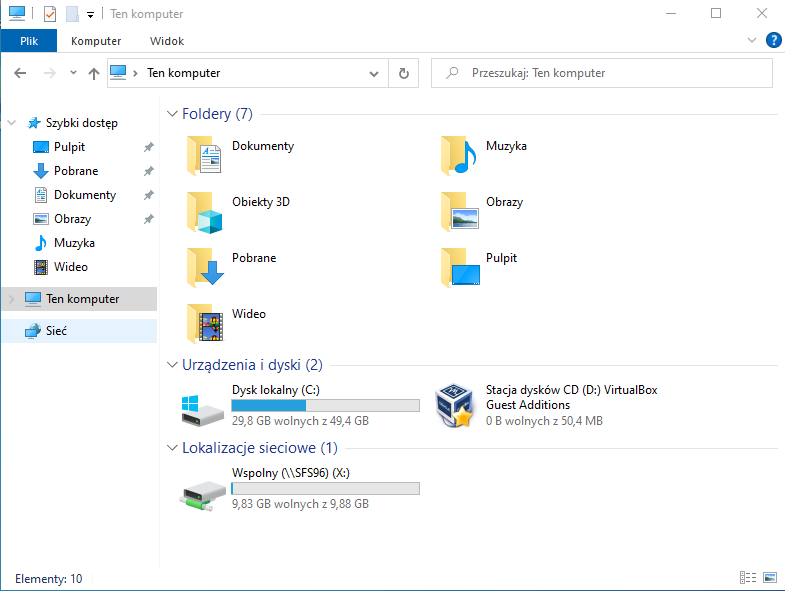 Ten komputer
Plik Komputer Widok
Ten komputer
Przeszukaj: Ten komputer
Szybki dostęp
Pulpit
Pobrane
Dokumenty
Obrazy
Muzyka
Wideo
Ten komputer
Sieć
Foldery (7)
Dokumenty
Muzyka
Obiekty 3D
Obrazy
Pobrane
Pulpit
Wideo
Urządzenia i dyski (2)
Dysk lokalny (C:)
29,8 GB wolnych z 49,4 GB
Stacja dysków CD (D:) VirtualBox
Guest Additions
0 B wolnych z 50,4 MB
Lokalizacje sieciowe (1)
Wspolny (\\SFS96) (X:)
9,83 GB wolnych z 9,88 GB
Elementy: 10